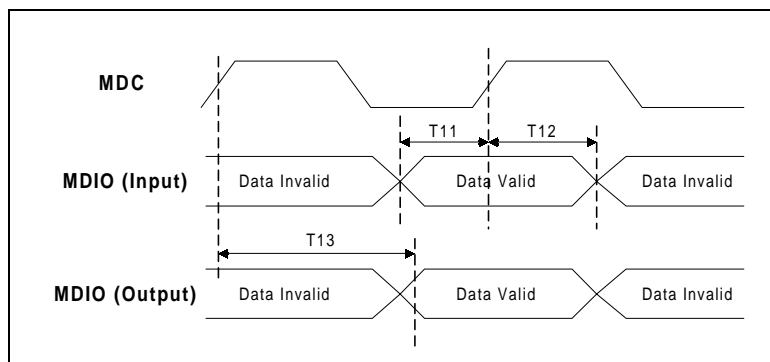 MDC
T11 T12
MDIO (Input) Data Invalid Data Valid Data Invalid
T13
MDIO (Output) Data Invalid Data Valid Data Invalid